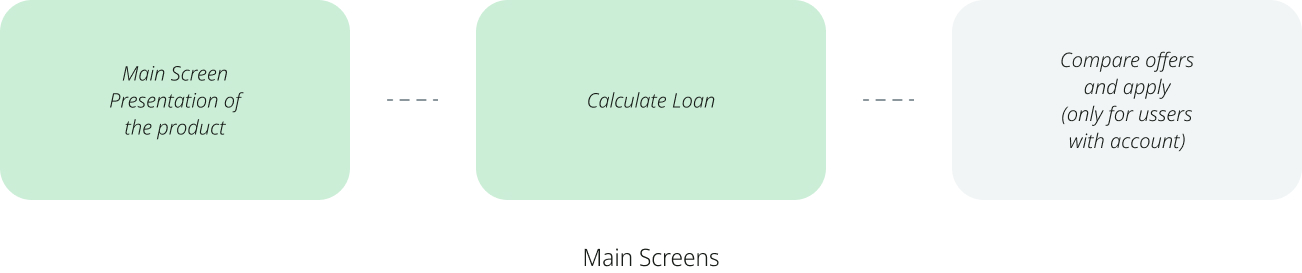 Main Screen
Presentation of
the product
Calculate Loan
Compare offers
and apply
(only for ussers
with account)
Main Screens